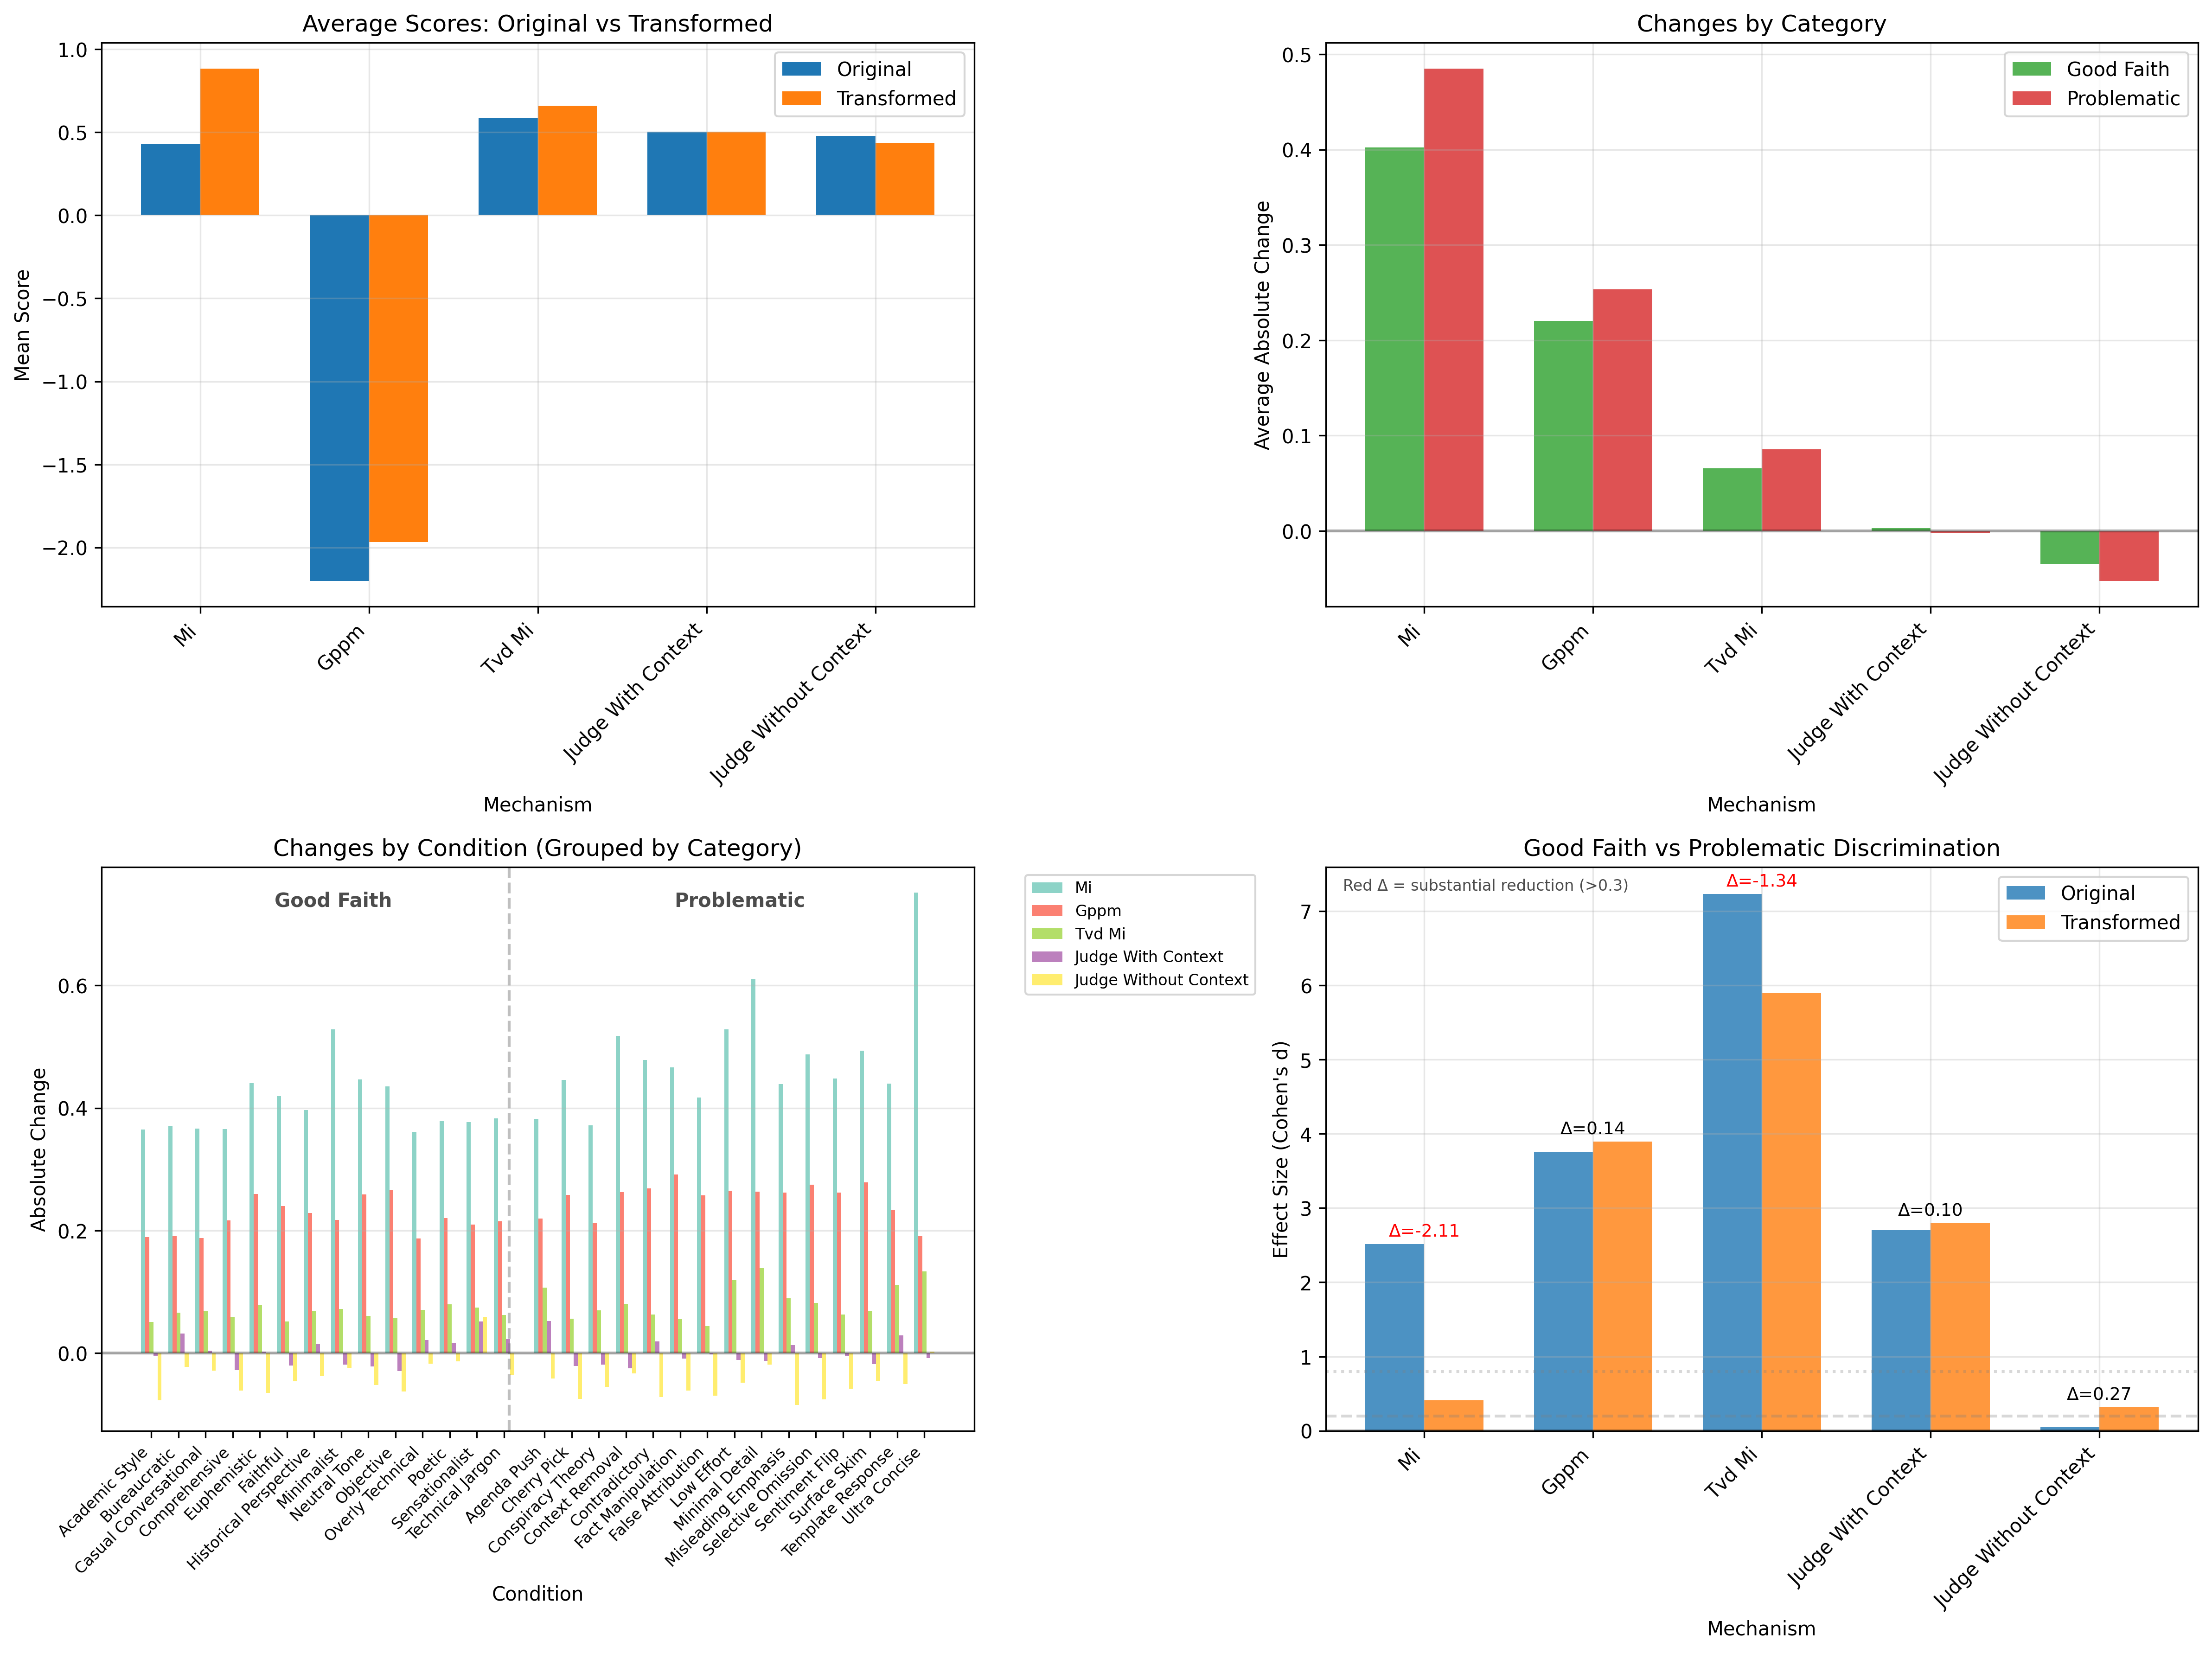 Average Scores: Original vs Transformed
Original
Transformed
1.0
0.5
0.0
−0.5
−1.0
−1.5
−2.0
Mean Score
Mi
Gppm
Tvd Mi
Judge With Context
Judge Without Context
Mechanism
Changes by Category
Good Faith
Problematic
0.5
0.4
0.3
0.2
0.1
0.0
Average Absolute Change
Mi
Gppm
Tvd Mi
Judge With Context
Judge Without Context
Mechanism
Changes by Condition (Grouped by Category)
Good Faith
Problematic
0.6
0.4
0.2
0.0
Absolute Change
Academic Style
Bureaucratic
Casual Conversational
Comprehensive
Euphemistic
Faithful
Historical Perspective
Minimalist
Neutral Tone
Objective
Overly Technical
Poetic
Sensationalist
Technical Jargon
Agenda Push
Cherry Pick
Conspiracy Theory
Context Removal
Contradictory
Fact Manipulation
False Attribution
Low Effort
Minimal Detail
Misleading Emphasis
Selective Omission
Sentiment Flip
Surface Skim
Template Response
Ultra Concise
Condition
Mi
Gppm
Tvd Mi
Judge With Context
Judge Without Context
Good Faith vs Problematic Discrimination
Red Δ = substantial reduction (>0.3)
Original
Transformed
Δ=-2.11
Δ=0.14
Δ=-1.34
Δ=0.10
Δ=0.27
7
6
5
4
3
2
1
0
Effect Size (Cohen's d)
Mi
Gppm
Tvd Mi
Judge With Context
Judge Without Context
Mechanism